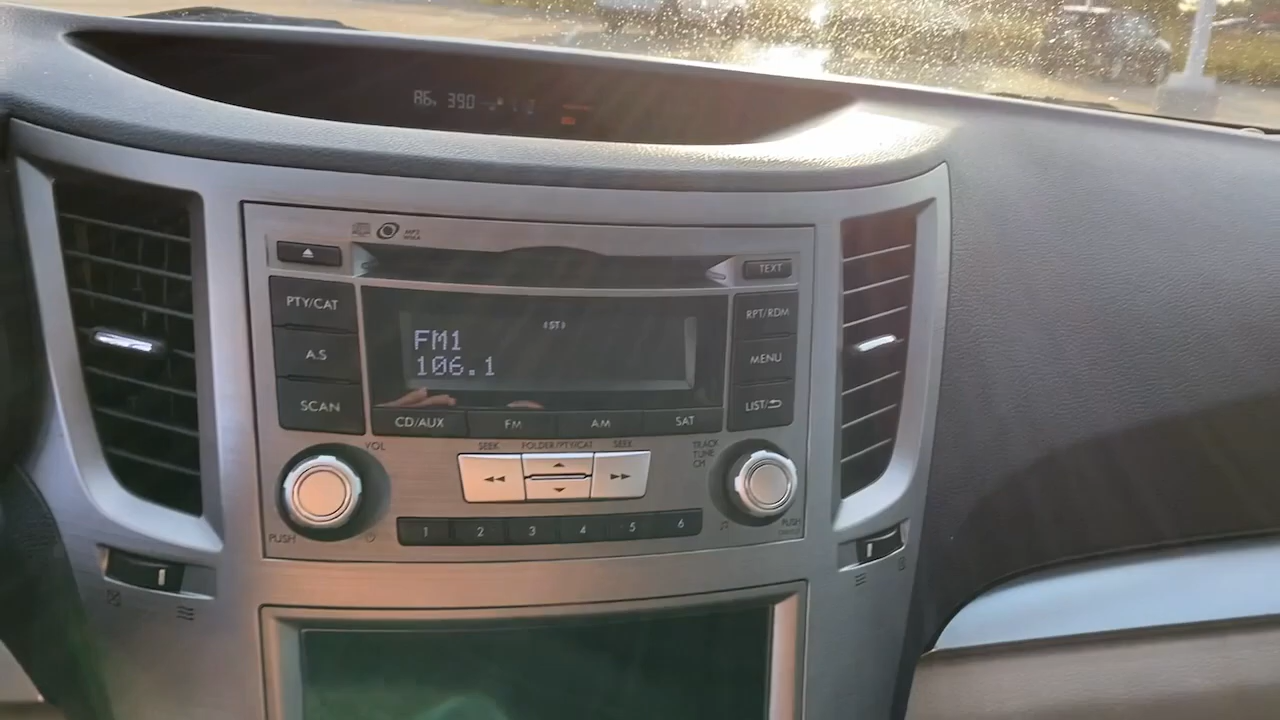 390
TEXT
PTY/CAT
A.S
SCAN
RPT/RDM
MENU
LIST/
(ST)
FM1
106.1
CD/AUX FM AM SAT
VOL
SEEK FOLDER/PTY/CAT SEEK
TRACK
TUNE
CH
PUSH
PUSH
1 2 3 4 5 6